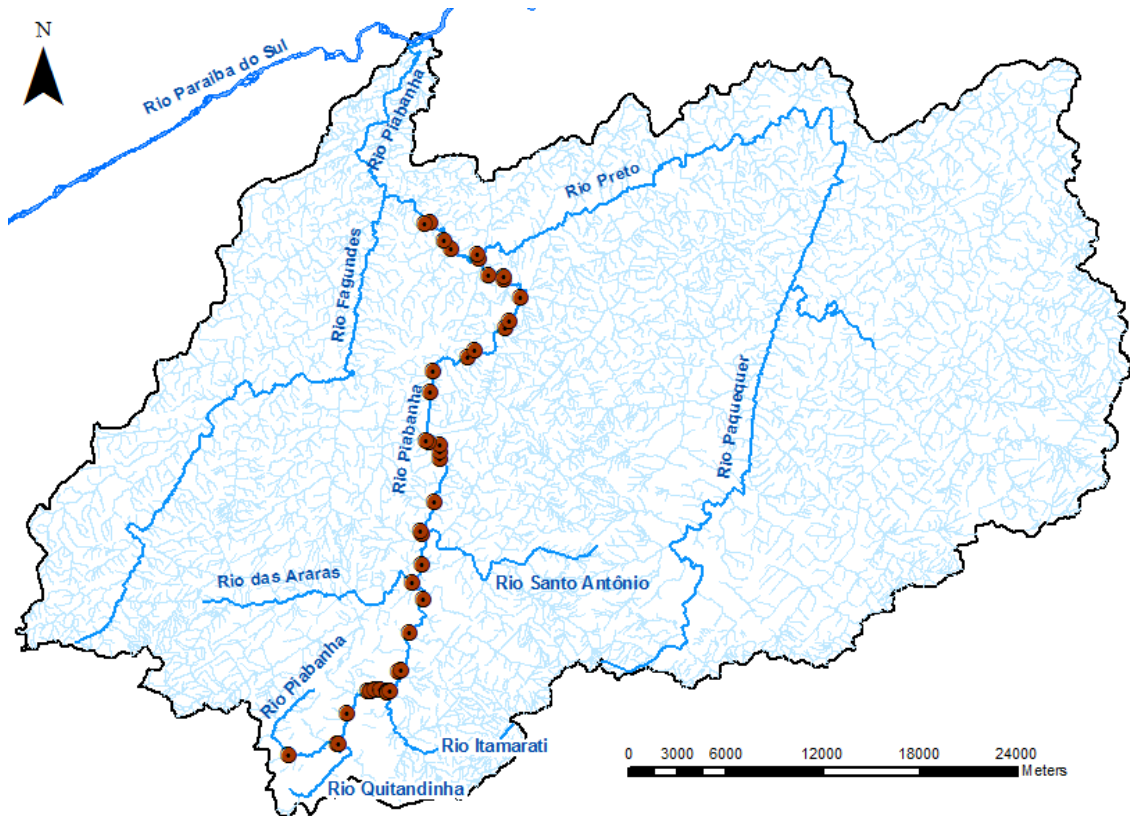 N
Rio Paraíba do Sul
Rio Piabanha
Rio Preto
Rio Fagundes
Rio Piabanha
Rio Paquequer
Rio das Araras
Rio Santo Antônio
Rio Piabanha
Rio Itamarati
Rio Quitandinha
0 3000 6000 12000 18000 24000
Meters